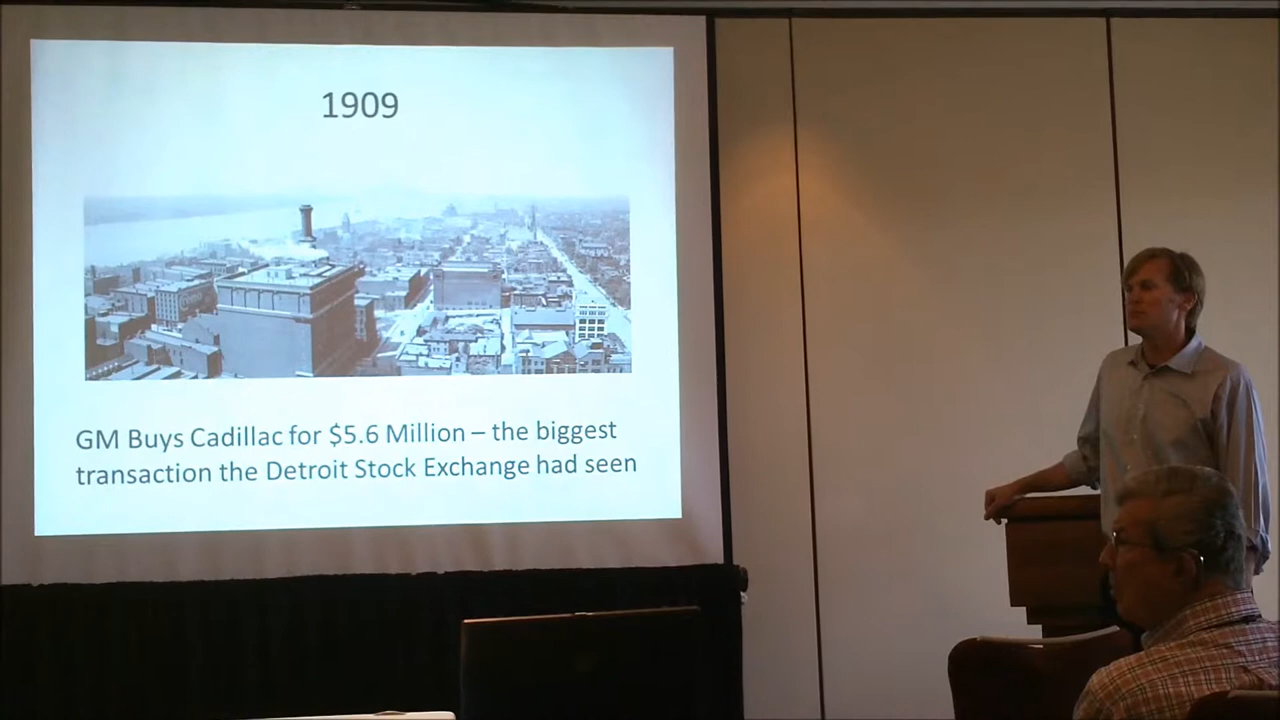 1909
GM Buys Cadillac for $5.6 Million – the biggest
transaction the Detroit Stock Exchange had seen